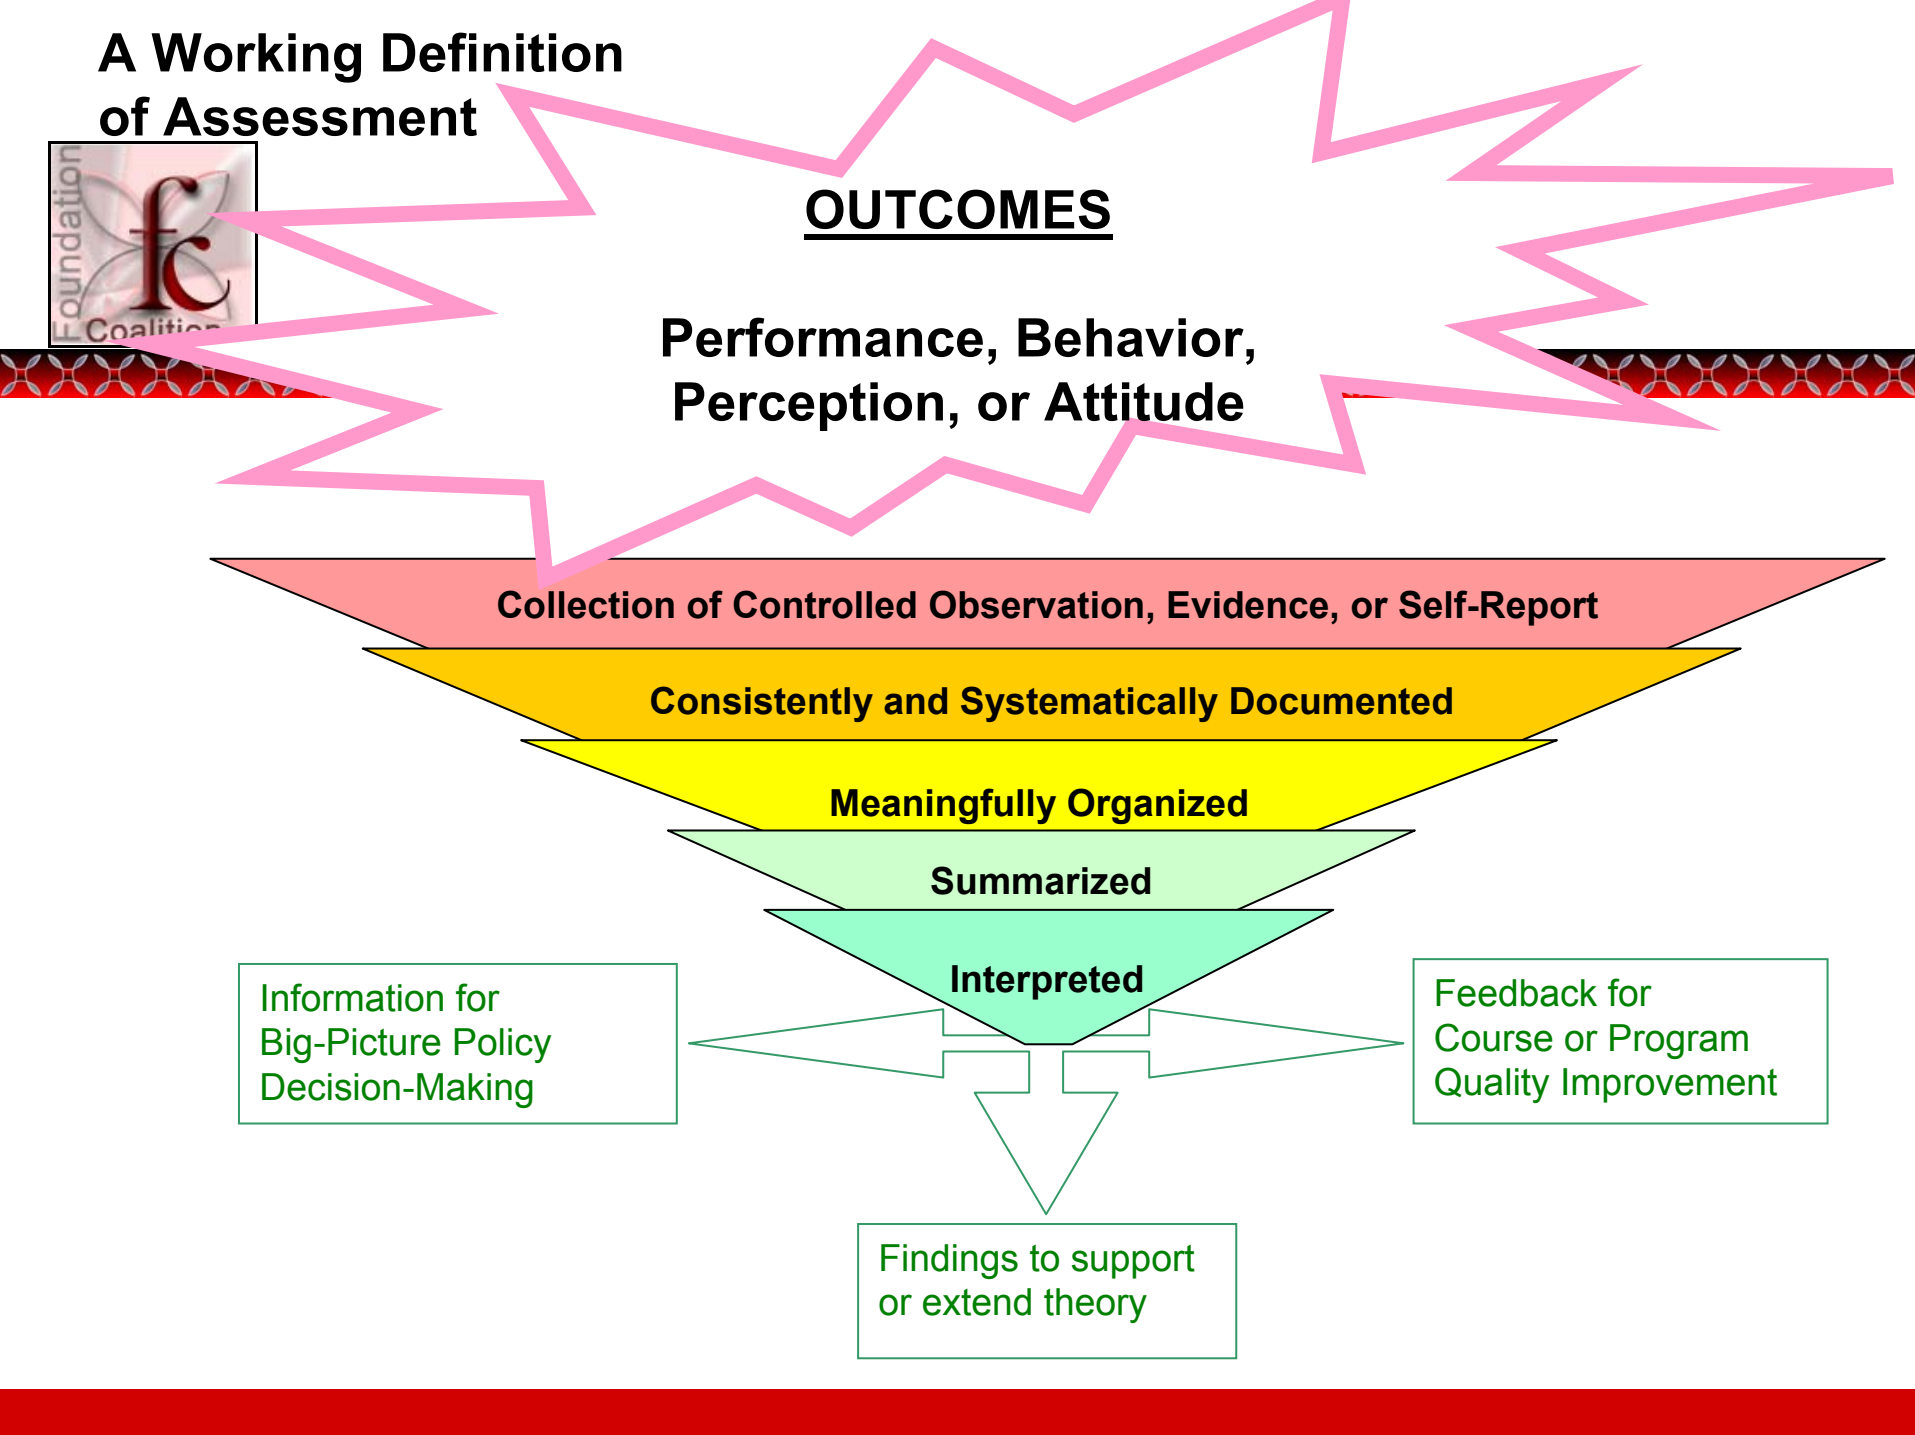 A Working Definition
of Assessment
Foundation
Coalition
OUTCOMES
Performance, Behavior,
Perception, or Attitude
Collection of Controlled Observation, Evidence, or Self-Report
Consistently and Systematically Documented
Meaningfully Organized
Summarized
Interpreted
Information for
Big-Picture Policy
Decision-Making
Feedback for
Course or Program
Quality Improvement
Findings to support
or extend theory